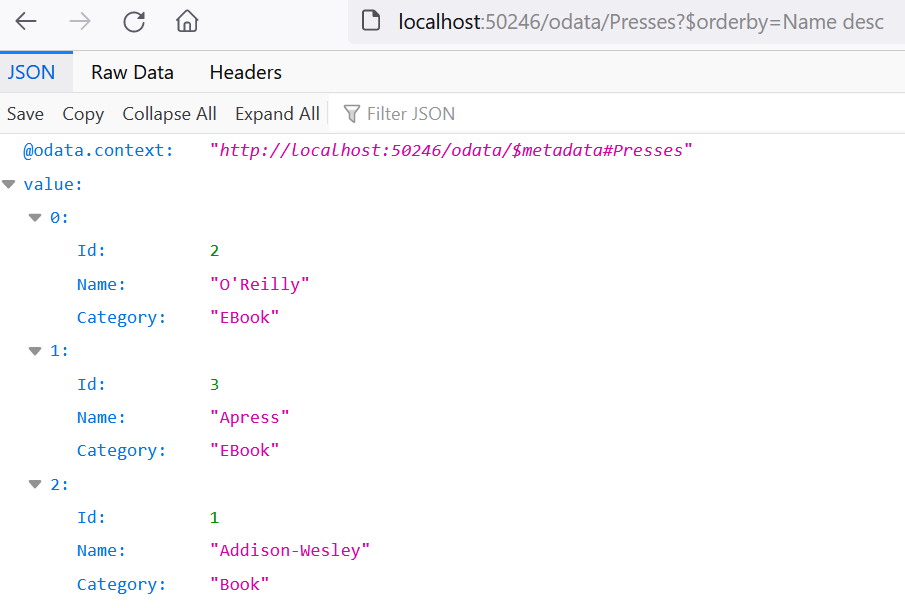 localhost:50246/odata/Presses?$orderby=Name desc
JSON Raw Data Headers
Save Copy Collapse All Expand All Filter JSON
@odata.context: "http://localhost:50246/odata/$metadata#Presses"
value:
0:
Id: 2
Name: "O'Reilly"
Category: "EBook"
1:
Id: 3
Name: "Apress"
Category: "EBook"
2:
Id: 1
Name: "Addison-Wesley"
Category: "Book"